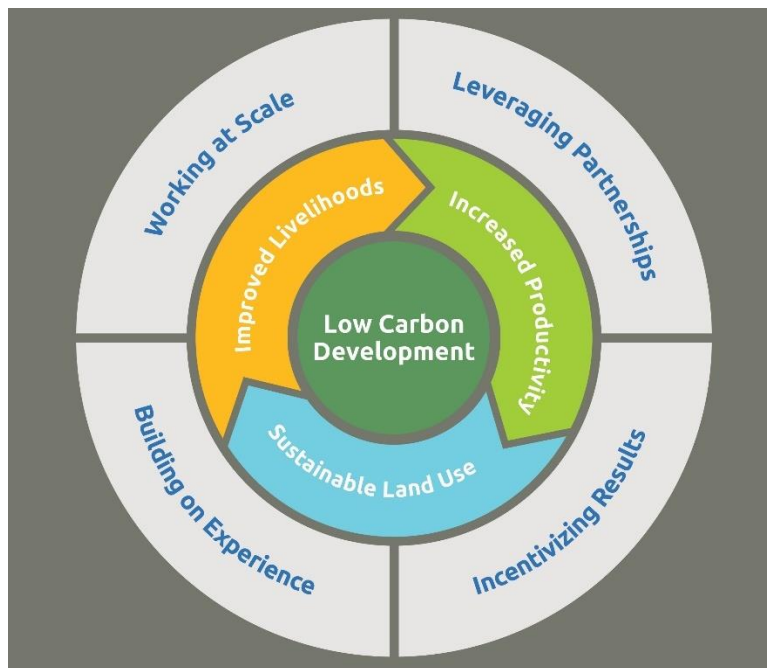 Working at Scale
Leveraging Partnerships
Improved Livelihoods
Increased Productivity
Low Carbon
Development
Sustainable Land Use
Building on Experience
Incentivizing Results